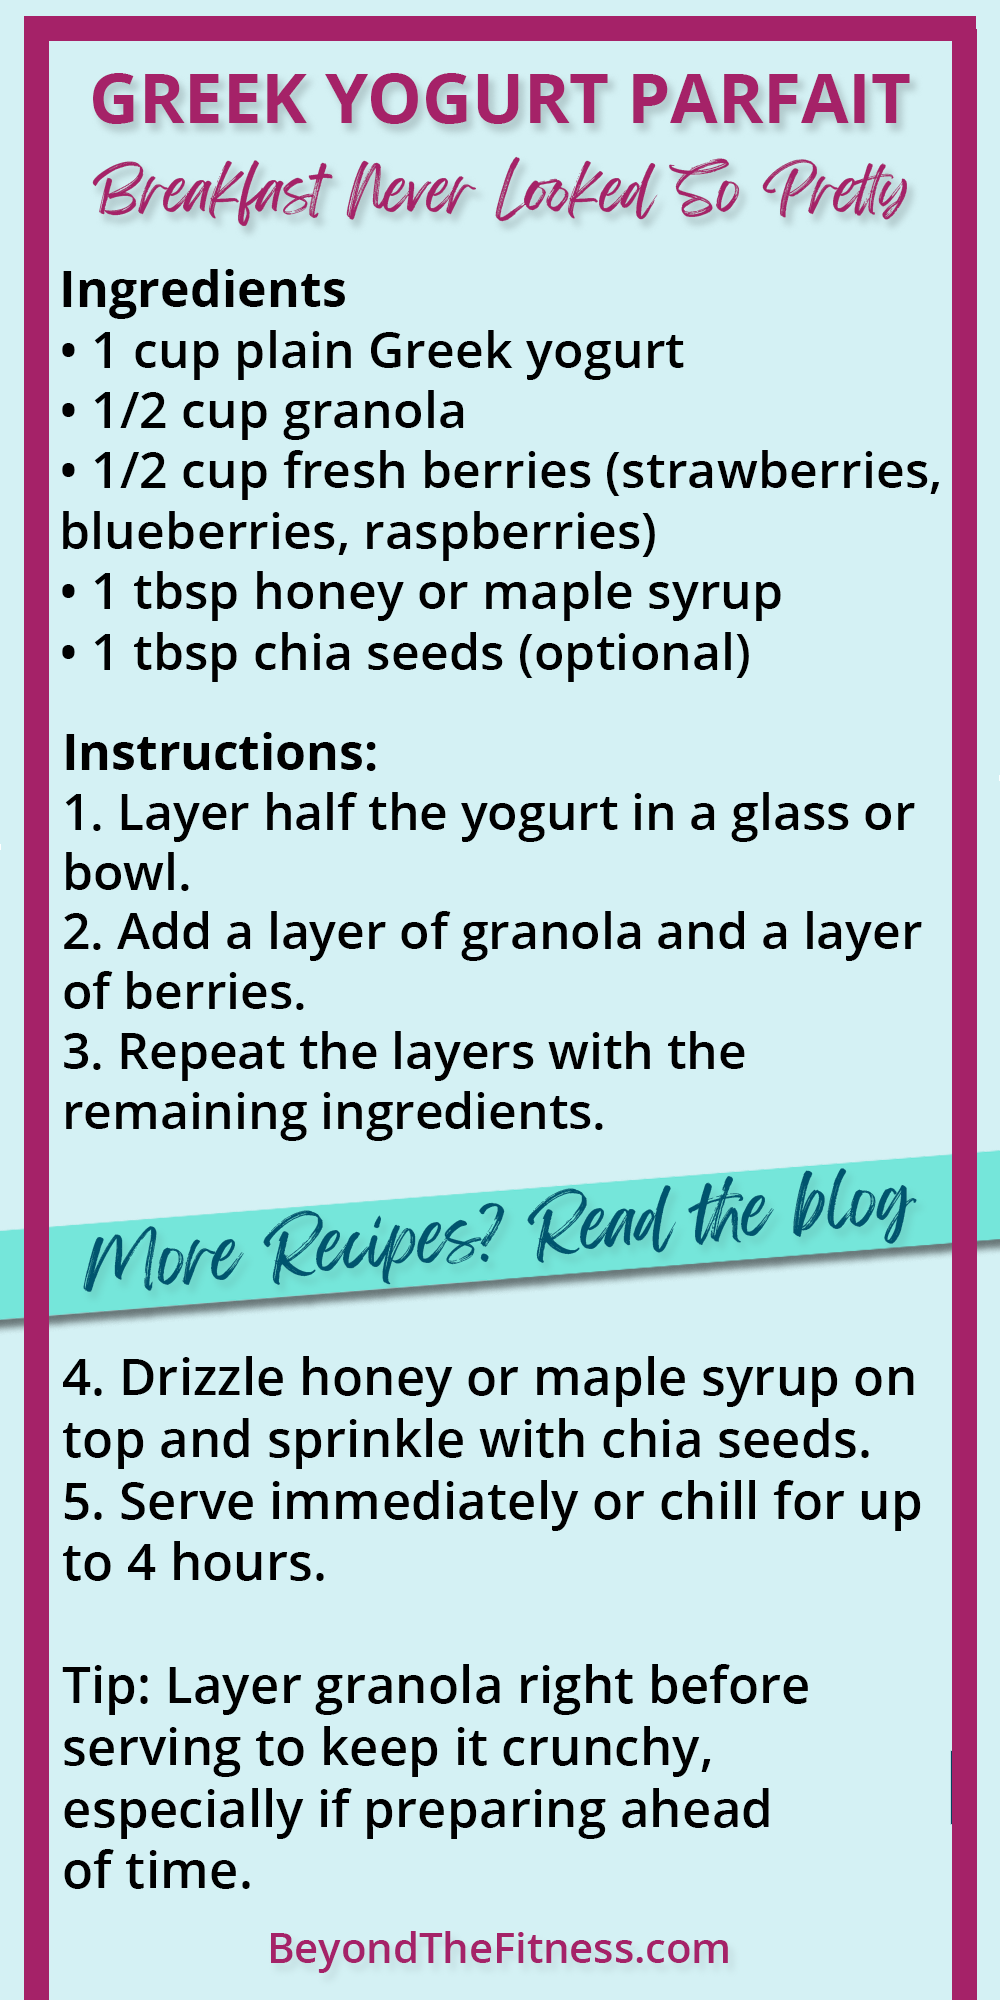 GREEK YOGURT PARFAIT
Breakfast Never Looked So Pretty
Ingredients
• 1 cup plain Greek yogurt
• 1/2 cup granola
• 1/2 cup fresh berries (strawberries,
blueberries, raspberries)
• 1 tbsp honey or maple syrup
• 1 tbsp chia seeds (optional)
Instructions:
1. Layer half the yogurt in a glass or
bowl.
2. Add a layer of granola and a layer
of berries.
3. Repeat the layers with the
remaining ingredients.
More Recipes? Read the blog
4. Drizzle honey or maple syrup on
top and sprinkle with chia seeds.
5. Serve immediately or chill for up
to 4 hours.
Tip: Layer granola right before
serving to keep it crunchy,
especially if preparing ahead
of time.
BeyondTheFitness.com